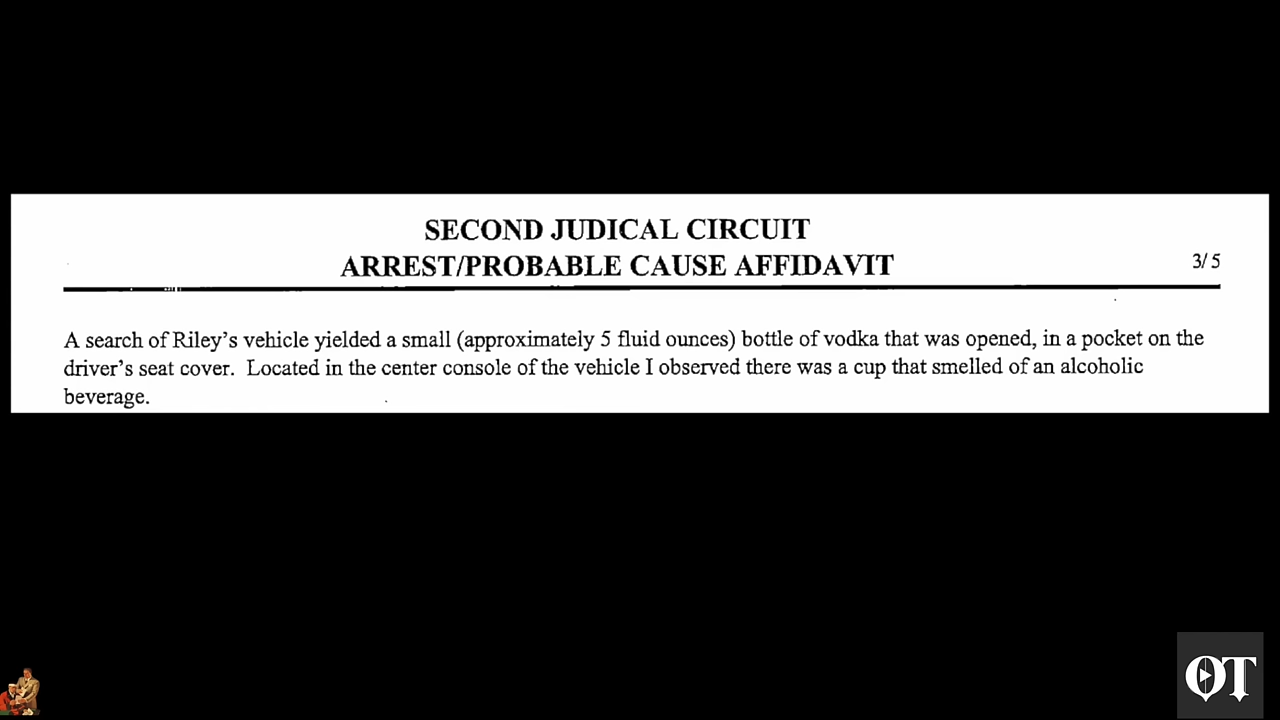 SECOND JUDICAL CIRCUIT
ARREST/PROBABLE CAUSE AFFIDAVIT
3/5
A search of Riley's vehicle yielded a small (approximately 5 fluid ounces) bottle of vodka that was opened, in a pocket on the
driver's seat cover. Located in the center console of the vehicle I observed there was a cup that smelled of an alcoholic
beverage.
OT